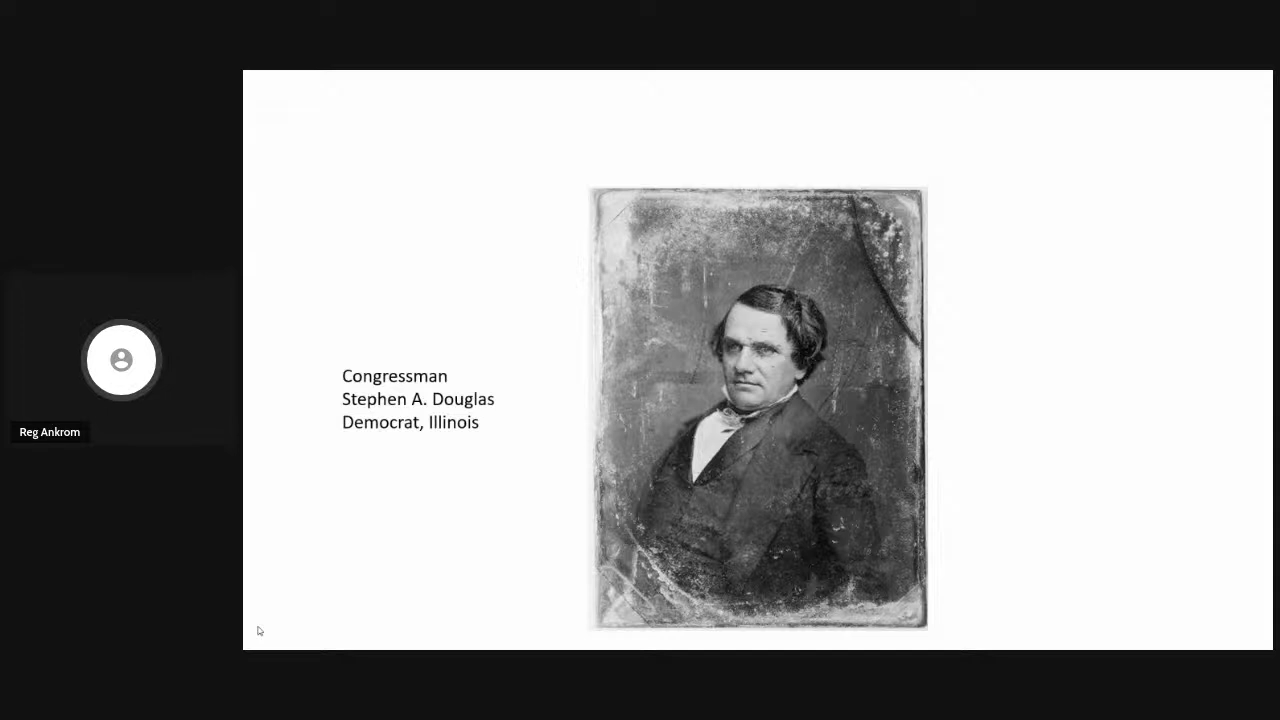 Congressman
Stephen A. Douglas
Democrat, Illinois
Reg Ankrom